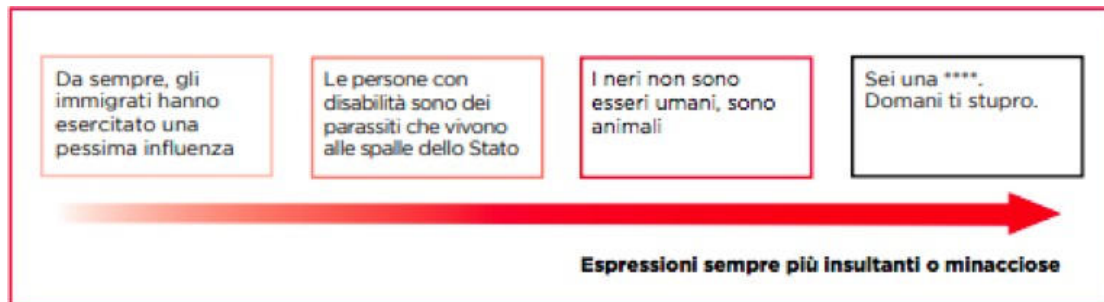 Da sempre, gli
immigrati hanno
esercitato una
pessima influenza
Le persone con
disabilità sono dei
parassiti che vivono
alle spalle dello Stato
I neri non sono
esseri umani, sono
animali
Sei una ****.
Domani ti stupro.
Espressioni sempre più insultanti o minacciose